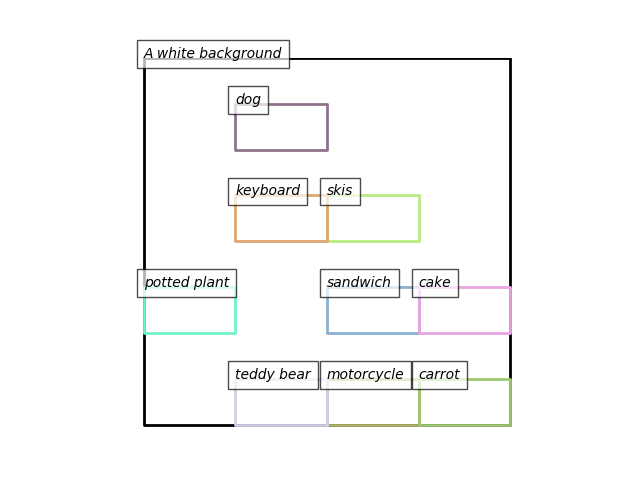 A white background
dog
keyboard
skis
potted plant
sandwich
cake
teddy bear
motorcycle
carrot